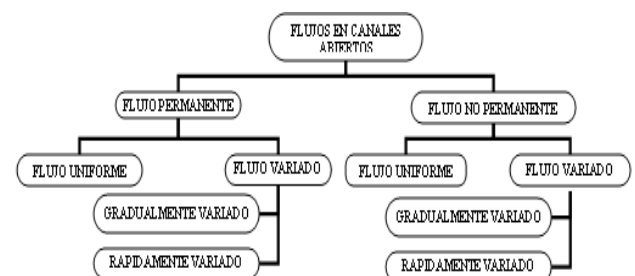 FLUJOS EN CANALES
ABIERTOS
FLUJO PERMANENTE
FLUJO NO PERMANENTE
FLUJO UNIFORME
FLUJO VARIADO
FLUJO UNIFORME
FLUJO VARIADO
GRADUALMENTE VARIADO
GRADUALMENTE VARIADO
RAPIDAMENTE VARIADO
RAPIDAMENTE VARIADO